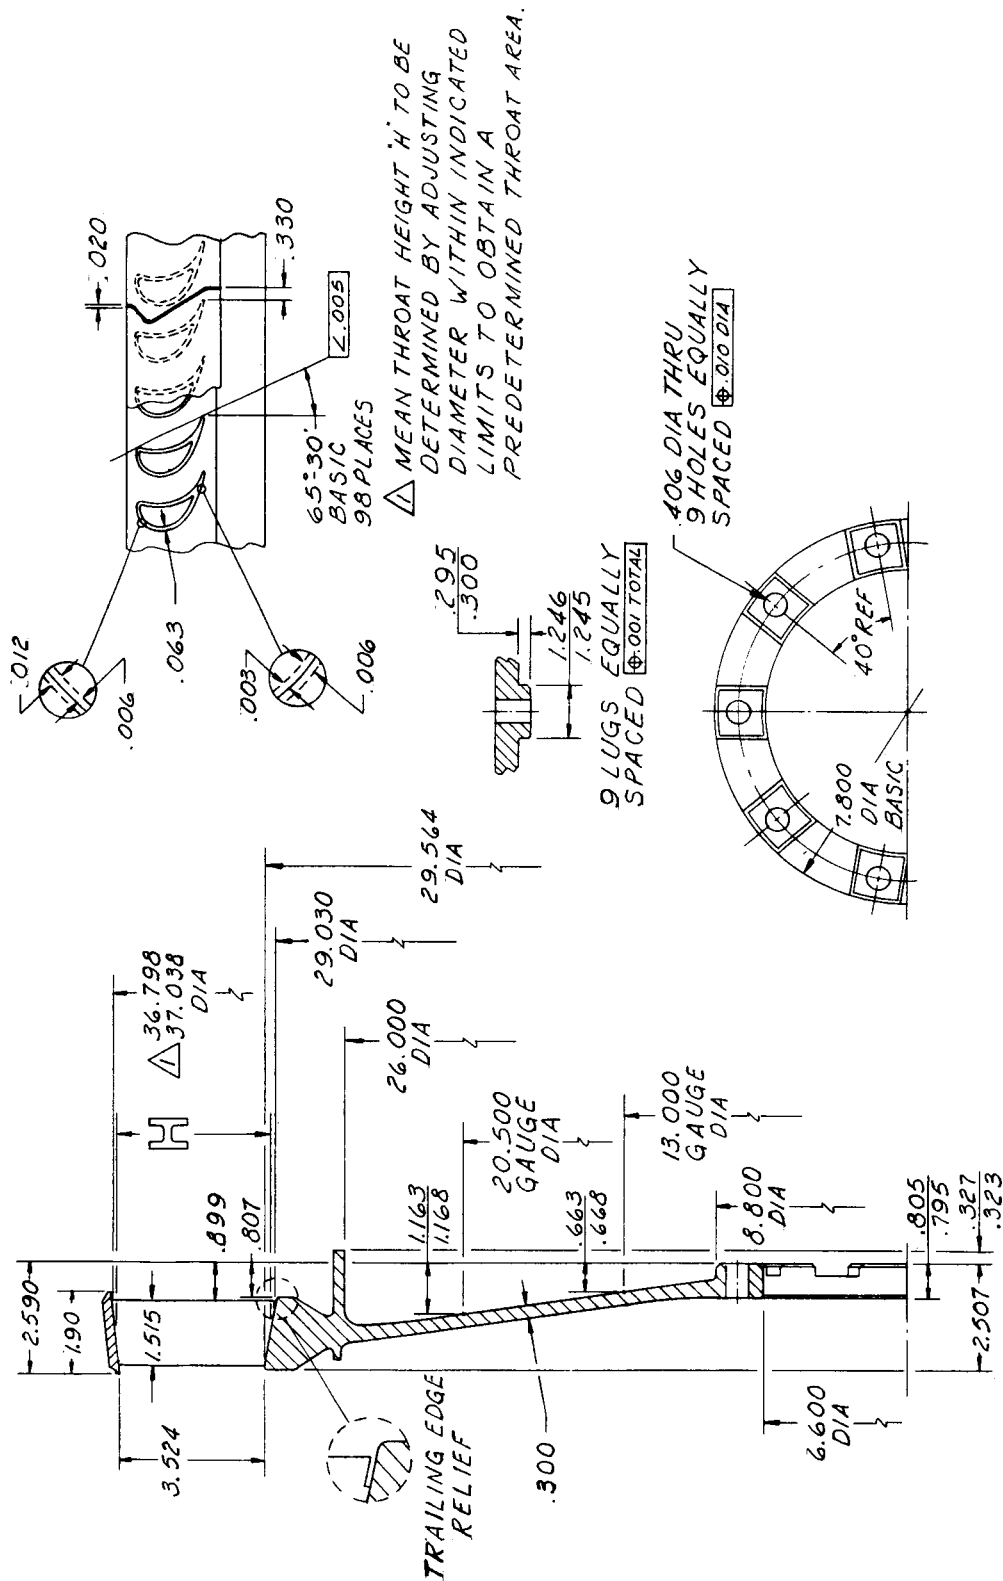 2.590
1.90
1.515
3.524
.899
.807
H
⚠1 36.798
37.038
DIA
29.564
DIA
29.030
DIA
26.000
DIA
1.163
1.168
20.500
GAUGE
DIA
.663
.668
13.000
GAUGE
DIA
8.800
DIA
.805
.795
.327
.323
2.507
6.600
DIA
.300
TRAILING EDGE
RELIEF
.012
.006
.063
.003
.006
.020
.330
∠.005
65°-30'
BASIC
98 PLACES
⚠1 MEAN THROAT HEIGHT 'H' TO BE
DETERMINED BY ADJUSTING
DIAMETER WITHIN INDICATED
LIMITS TO OBTAIN A
PREDETERMINED THROAT AREA.
.295
.300
1.246
1.245
9 LUGS EQUALLY
SPACED ⌖.001 TOTAL
.406 DIA THRU
9 HOLES EQUALLY
SPACED ⌖.010 DIA
40° REF
7.800
DIA
BASIC